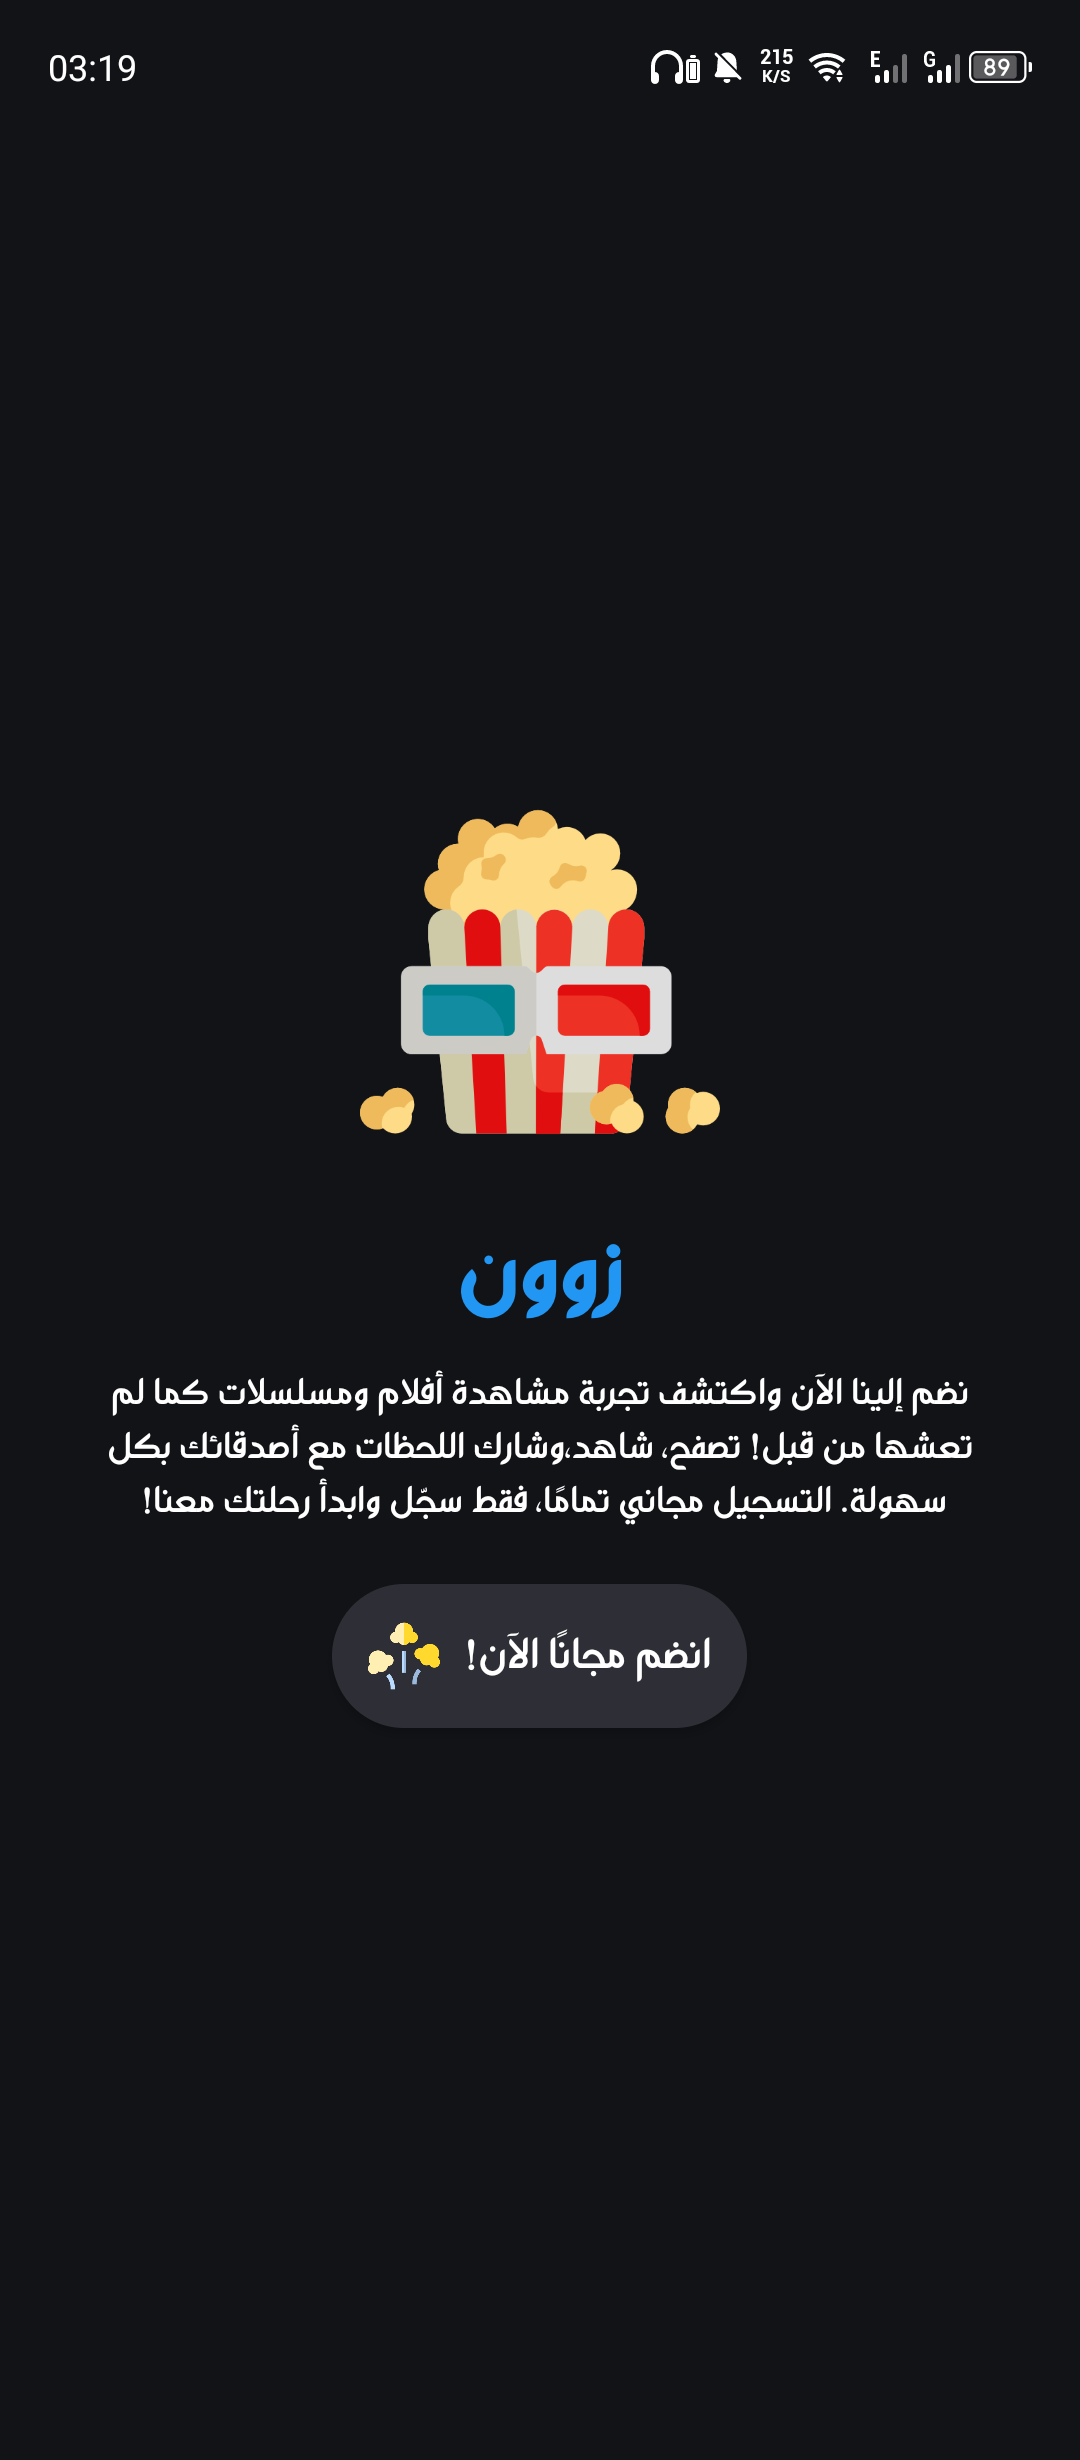 03:19
215
K/S
E
G
89
زوون
نضم إلينا الآن واكتشف تجربة مشاهدة أفلام ومسلسلات كما لم
تعشها من قبل! تصفح، شاهد،وشارك اللحظات مع أصدقائك بكل
سهولة. التسجيل مجاني تمامًا، فقط سجّل وابدأ رحلتك معنا!
انضم مجانًا الآن!